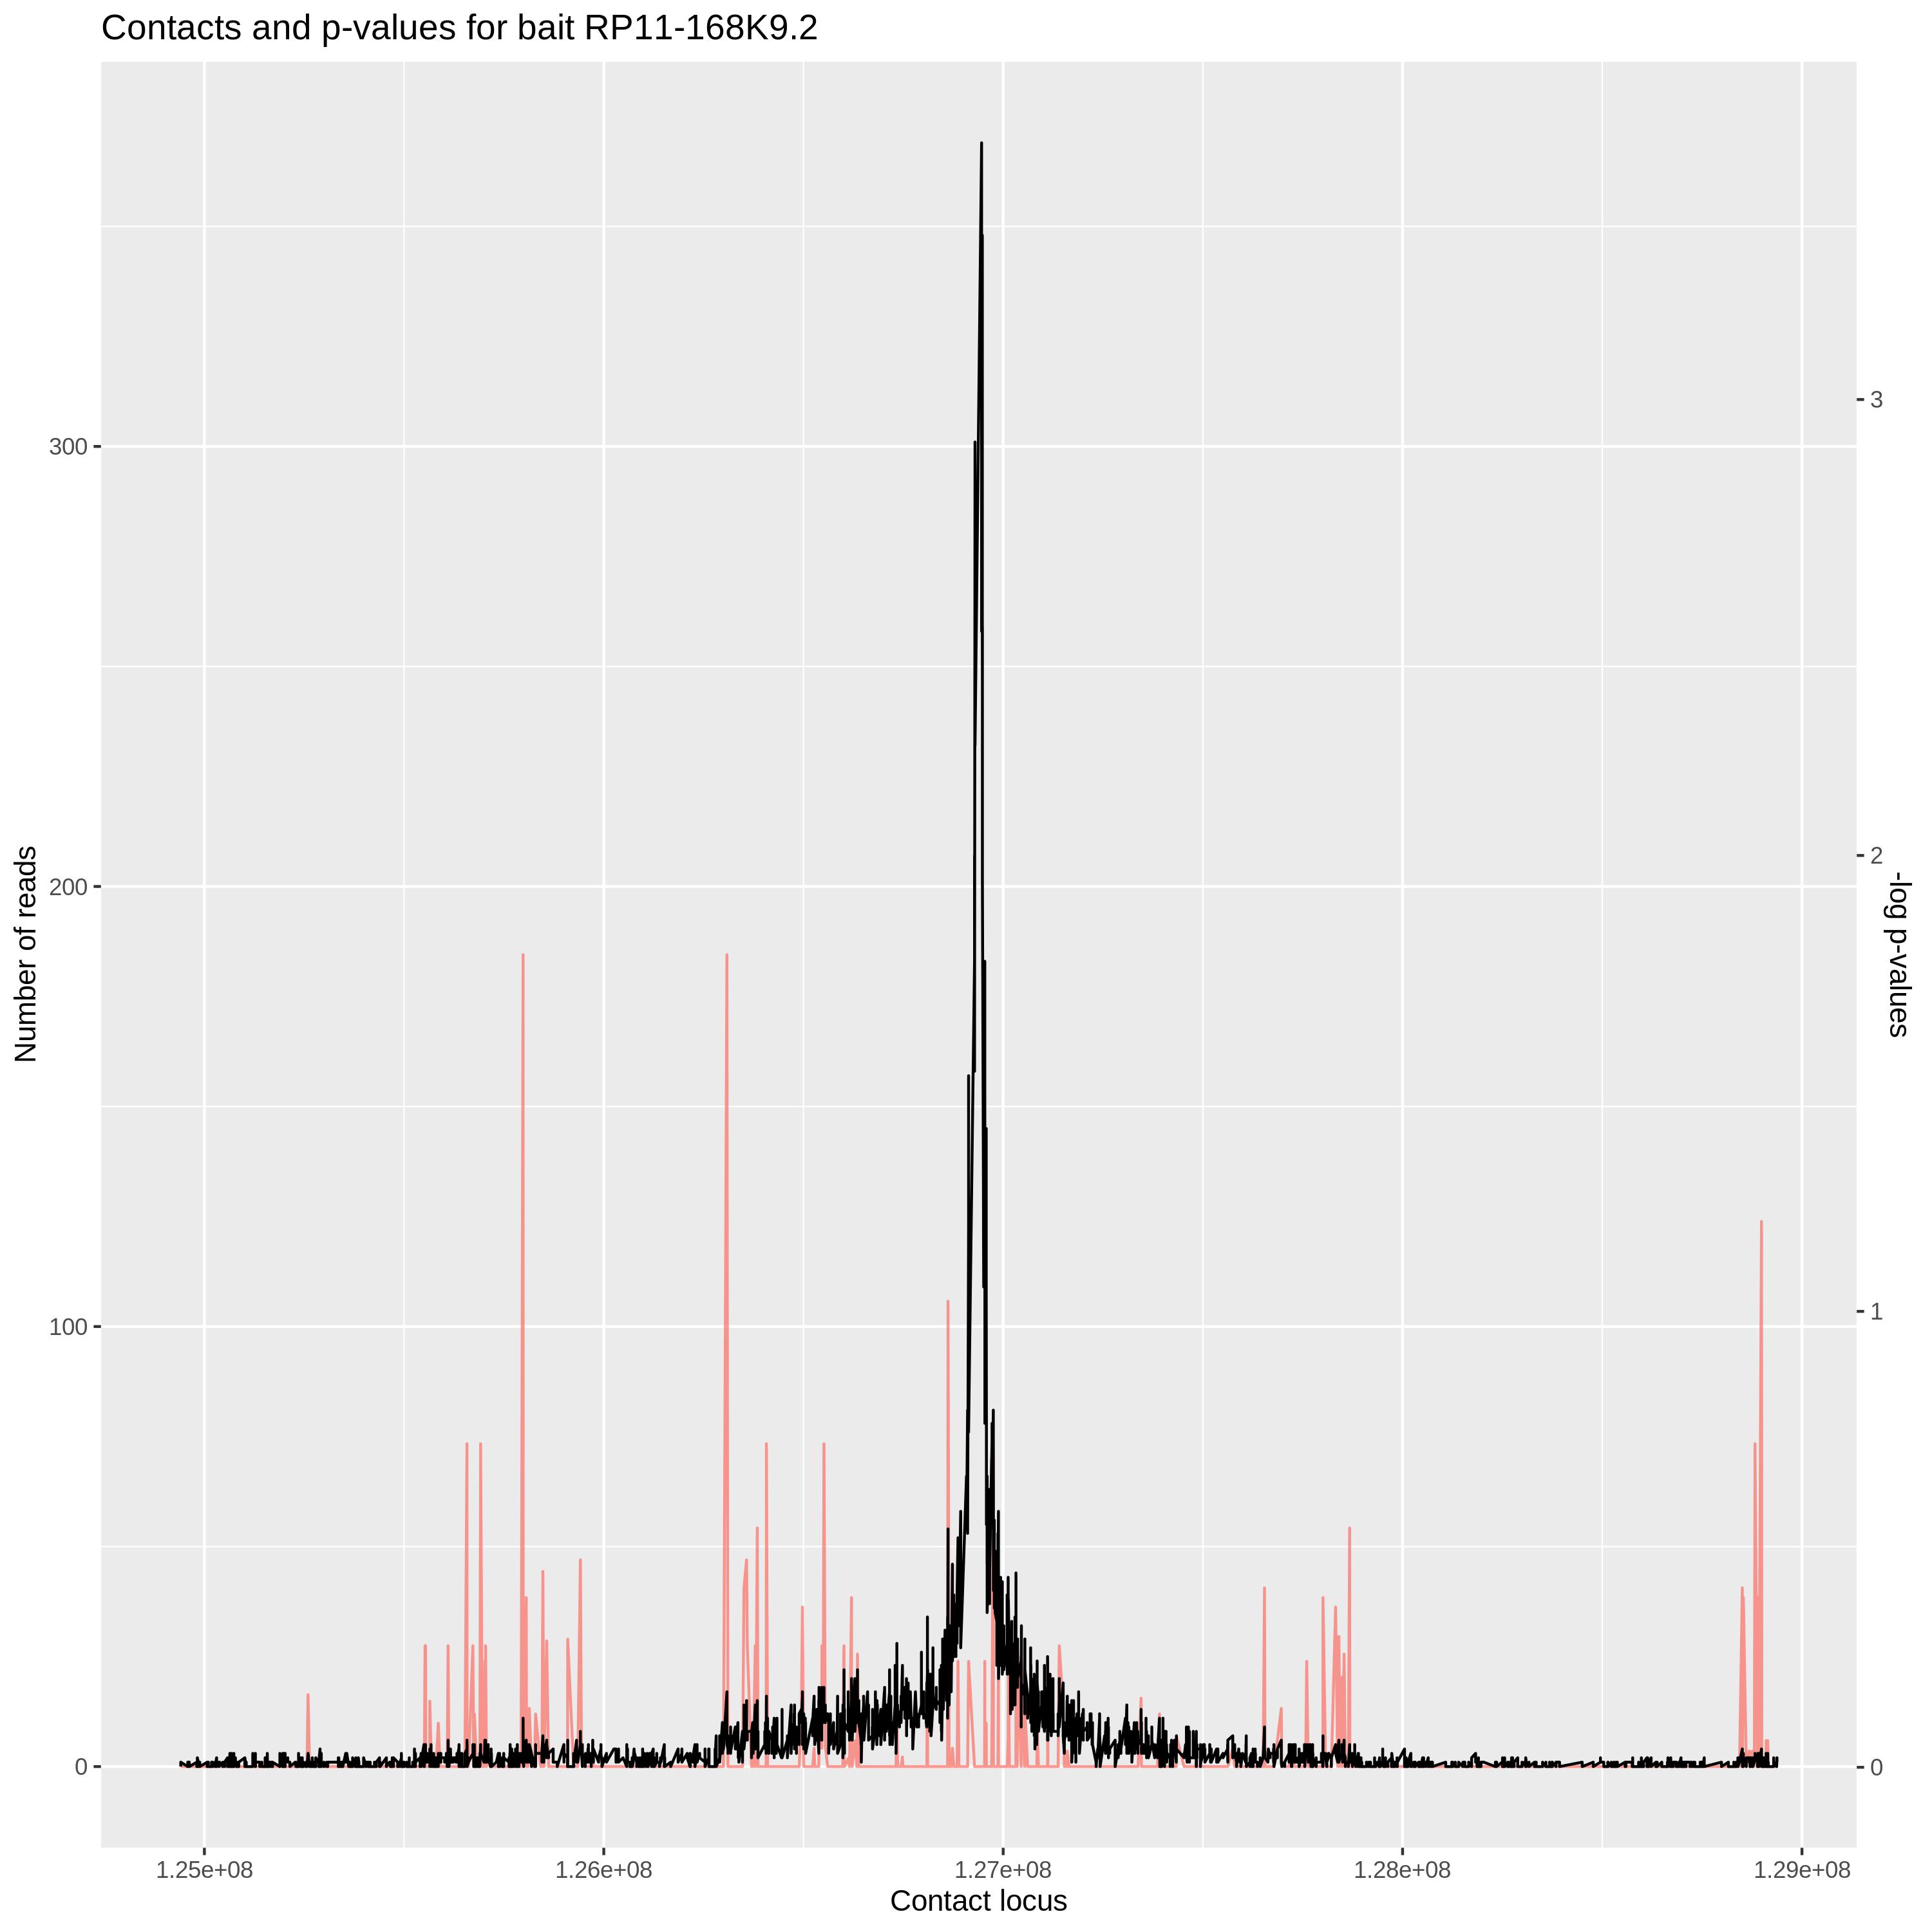 Contacts and p-values for bait RP11-168K9.2
Number of reads
300
200
100
0
3
2
1
0
-log p-values
1.25e+08 1.26e+08 1.27e+08 1.28e+08 1.29e+08
Contact locus